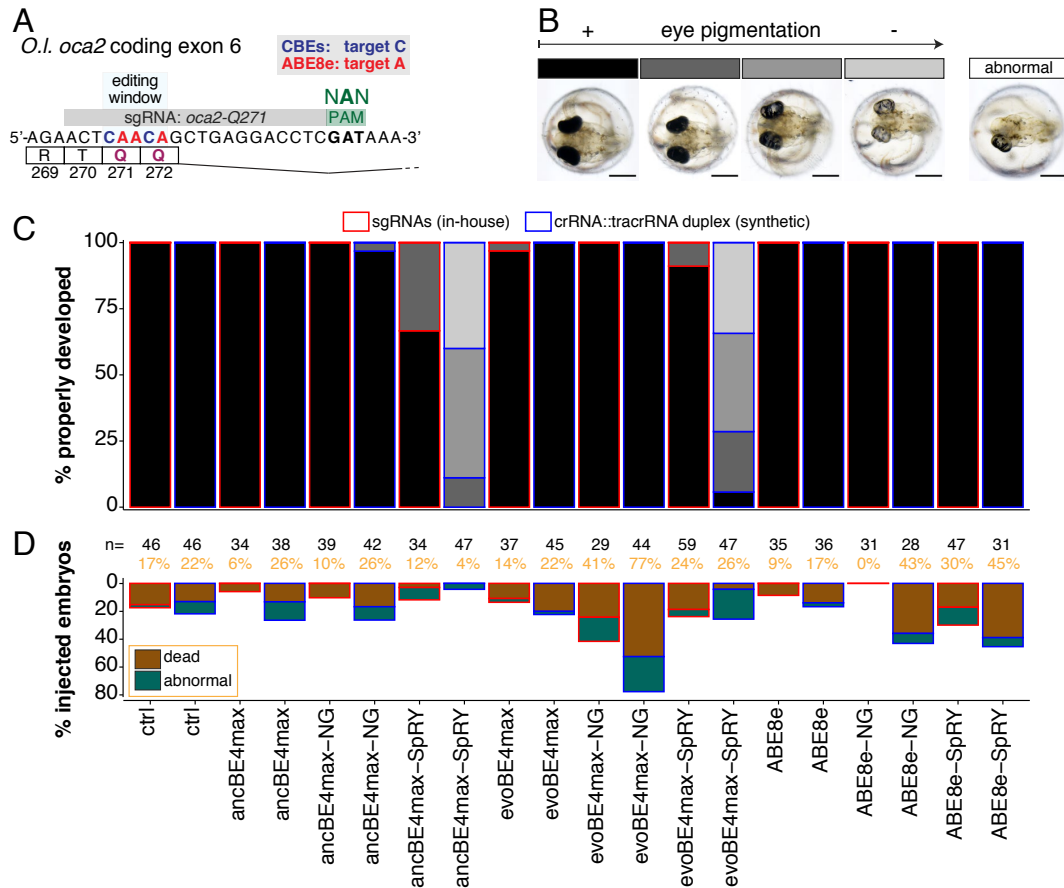 A
O.l. oca2 coding exon 6
CBEs: target C
ABE8e: target A
editing
window
NAN
sgRNA: oca2-Q271
PAM
5'-AGAACTCAACAGCTGAGGACCTCGATAAA-3'
R T Q Q
269 270 271 272
B
+ eye pigmentation -
abnormal
C
sgRNAs (in-house) crRNA::tracrRNA duplex (synthetic)
% properly developed
100
75
50
25
0
D
n= 46 46 34 38 39 42 34 47 37 45 29 44 59 47 35 36 31 28 47 31
17% 22% 6% 26% 10% 26% 12% 4% 14% 22% 41% 77% 24% 26% 9% 17% 0% 43% 30% 45%
% injected embryos
0
20
40
60
80
dead
abnormal
ctrl
ctrl
ancBE4max
ancBE4max
ancBE4max–NG
ancBE4max–NG
ancBE4max–SpRY
ancBE4max–SpRY
evoBE4max
evoBE4max
evoBE4max–NG
evoBE4max–NG
evoBE4max–SpRY
evoBE4max–SpRY
ABE8e
ABE8e
ABE8e–NG
ABE8e–NG
ABE8e–SpRY
ABE8e–SpRY